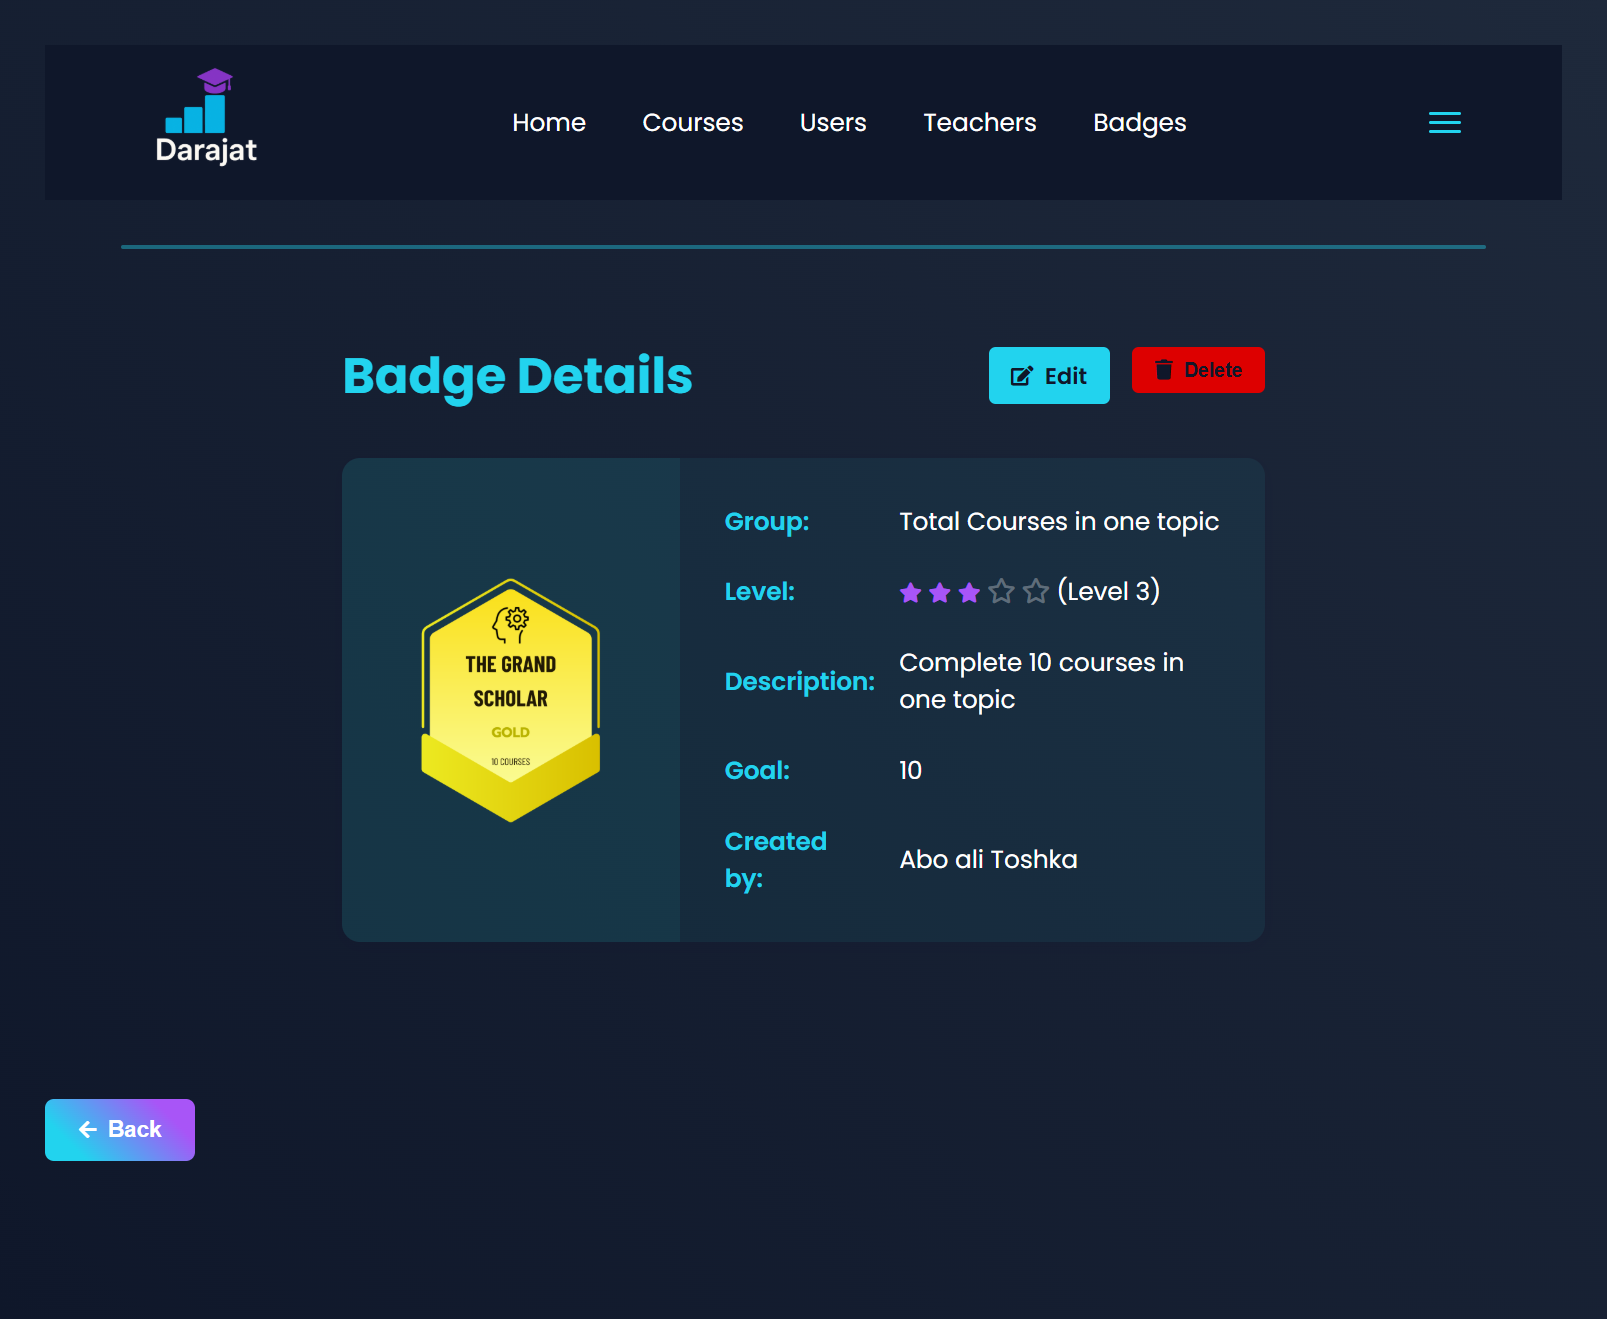 Darajat
Home Courses Users Teachers Badges
Badge Details
Edit
Delete
THE GRAND
SCHOLAR
GOLD
10 COURSES
Group: Total Courses in one topic
Level: (Level 3)
Description: Complete 10 courses in
one topic
Goal: 10
Created
by: Abo ali Toshka
Back